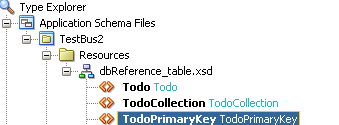 Type Explorer
Application Schema Files
TestBus2
Resources
dbReference_table.xsd
Todo Todo
TodoCollection TodoCollection
TodoPrimaryKey TodoPrimaryKey